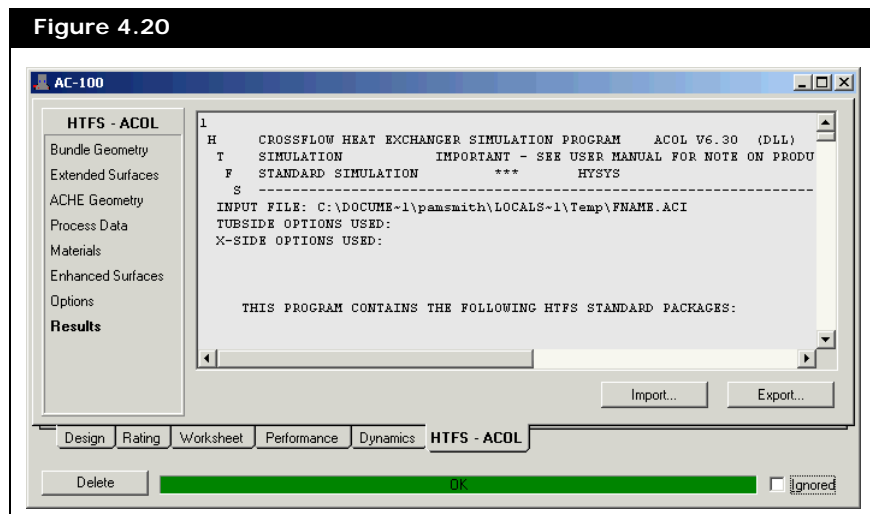 Figure 4.20
AC-100
HTFS - ACOL
Bundle Geometry
Extended Surfaces
ACHE Geometry
Process Data
Materials
Enhanced Surfaces
Options
Results
1
H CROSSFLOW HEAT EXCHANGER SIMULATION PROGRAM ACOL V6.30 (DLL)
T SIMULATION IMPORTANT - SEE USER MANUAL FOR NOTE ON PRODU
F STANDARD SIMULATION *** HYSYS
S ----------------------------------------------------------------------
INPUT FILE: C:\DOCUME~1\pamsmith\LOCALS~1\Temp\FNAME.ACI
TUBSIDE OPTIONS USED:
X-SIDE OPTIONS USED:
THIS PROGRAM CONTAINS THE FOLLOWING HTFS STANDARD PACKAGES:
Import... Export...
Design Rating Worksheet Performance Dynamics HTFS - ACOL
Delete OK Ignored